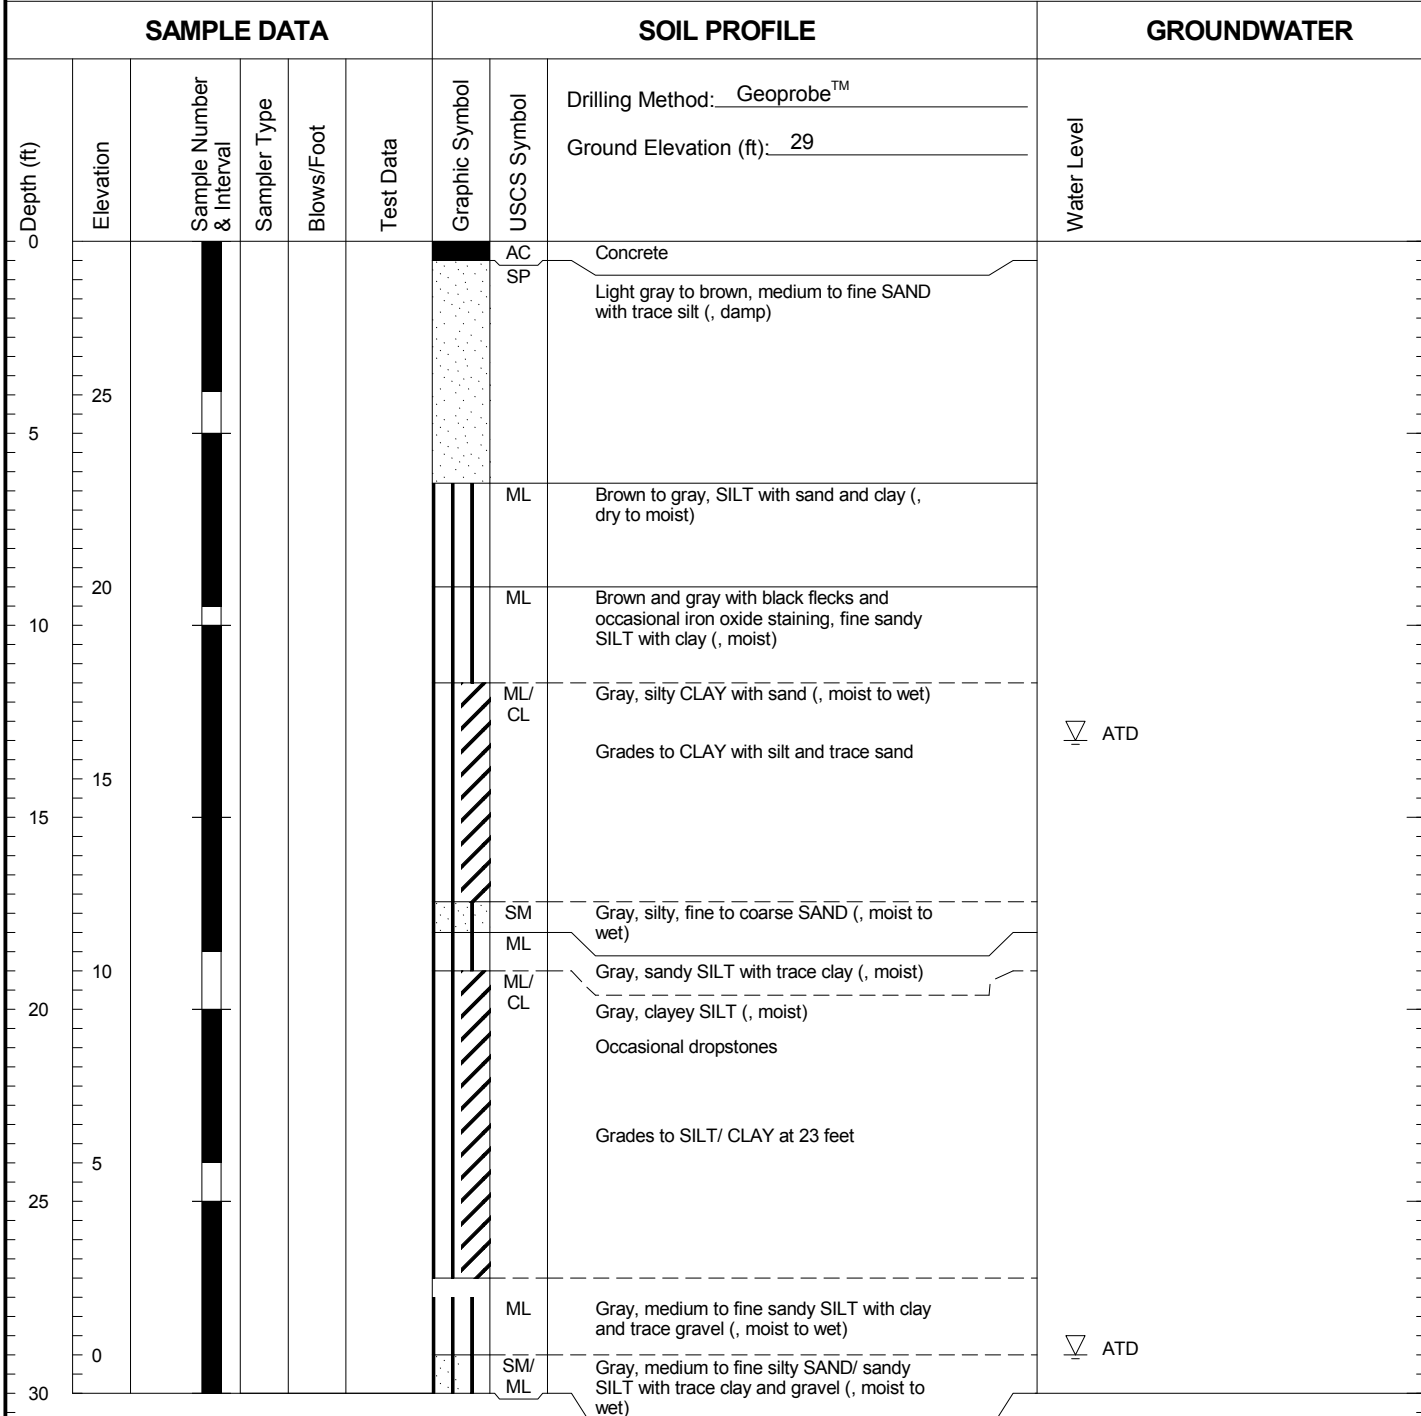 SAMPLE DATA
SOIL PROFILE
GROUNDWATER
Depth (ft)
Elevation
Sample Number
& Interval
Sampler Type
Blows/Foot
Test Data
Graphic Symbol
USCS Symbol
Drilling Method: Geoprobe™
Ground Elevation (ft): 29
Water Level
0
AC
Concrete
SP
Light gray to brown, medium to fine SAND
with trace silt (, damp)
25
5
ML
Brown to gray, SILT with sand and clay (,
dry to moist)
20
ML
Brown and gray with black flecks and
occasional iron oxide staining, fine sandy
SILT with clay (, moist)
10
ML/
CL
Gray, silty CLAY with sand (, moist to wet)
ATD
Grades to CLAY with silt and trace sand
15
15
SM
Gray, silty, fine to coarse SAND (, moist to
wet)
ML
Gray, sandy SILT with trace clay (, moist)
10
ML/
CL
Gray, clayey SILT (, moist)
20
Occasional dropstones
Grades to SILT/ CLAY at 23 feet
5
25
ML
Gray, medium to fine sandy SILT with clay
and trace gravel (, moist to wet)
ATD
0
SM/
ML
Gray, medium to fine silty SAND/ sandy
SILT with trace clay and gravel (, moist to
wet)
30